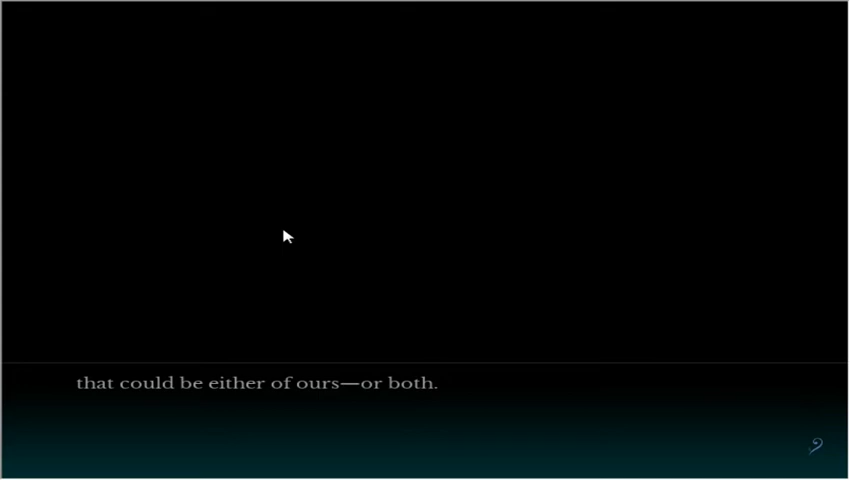 that could be either of ours—or both.